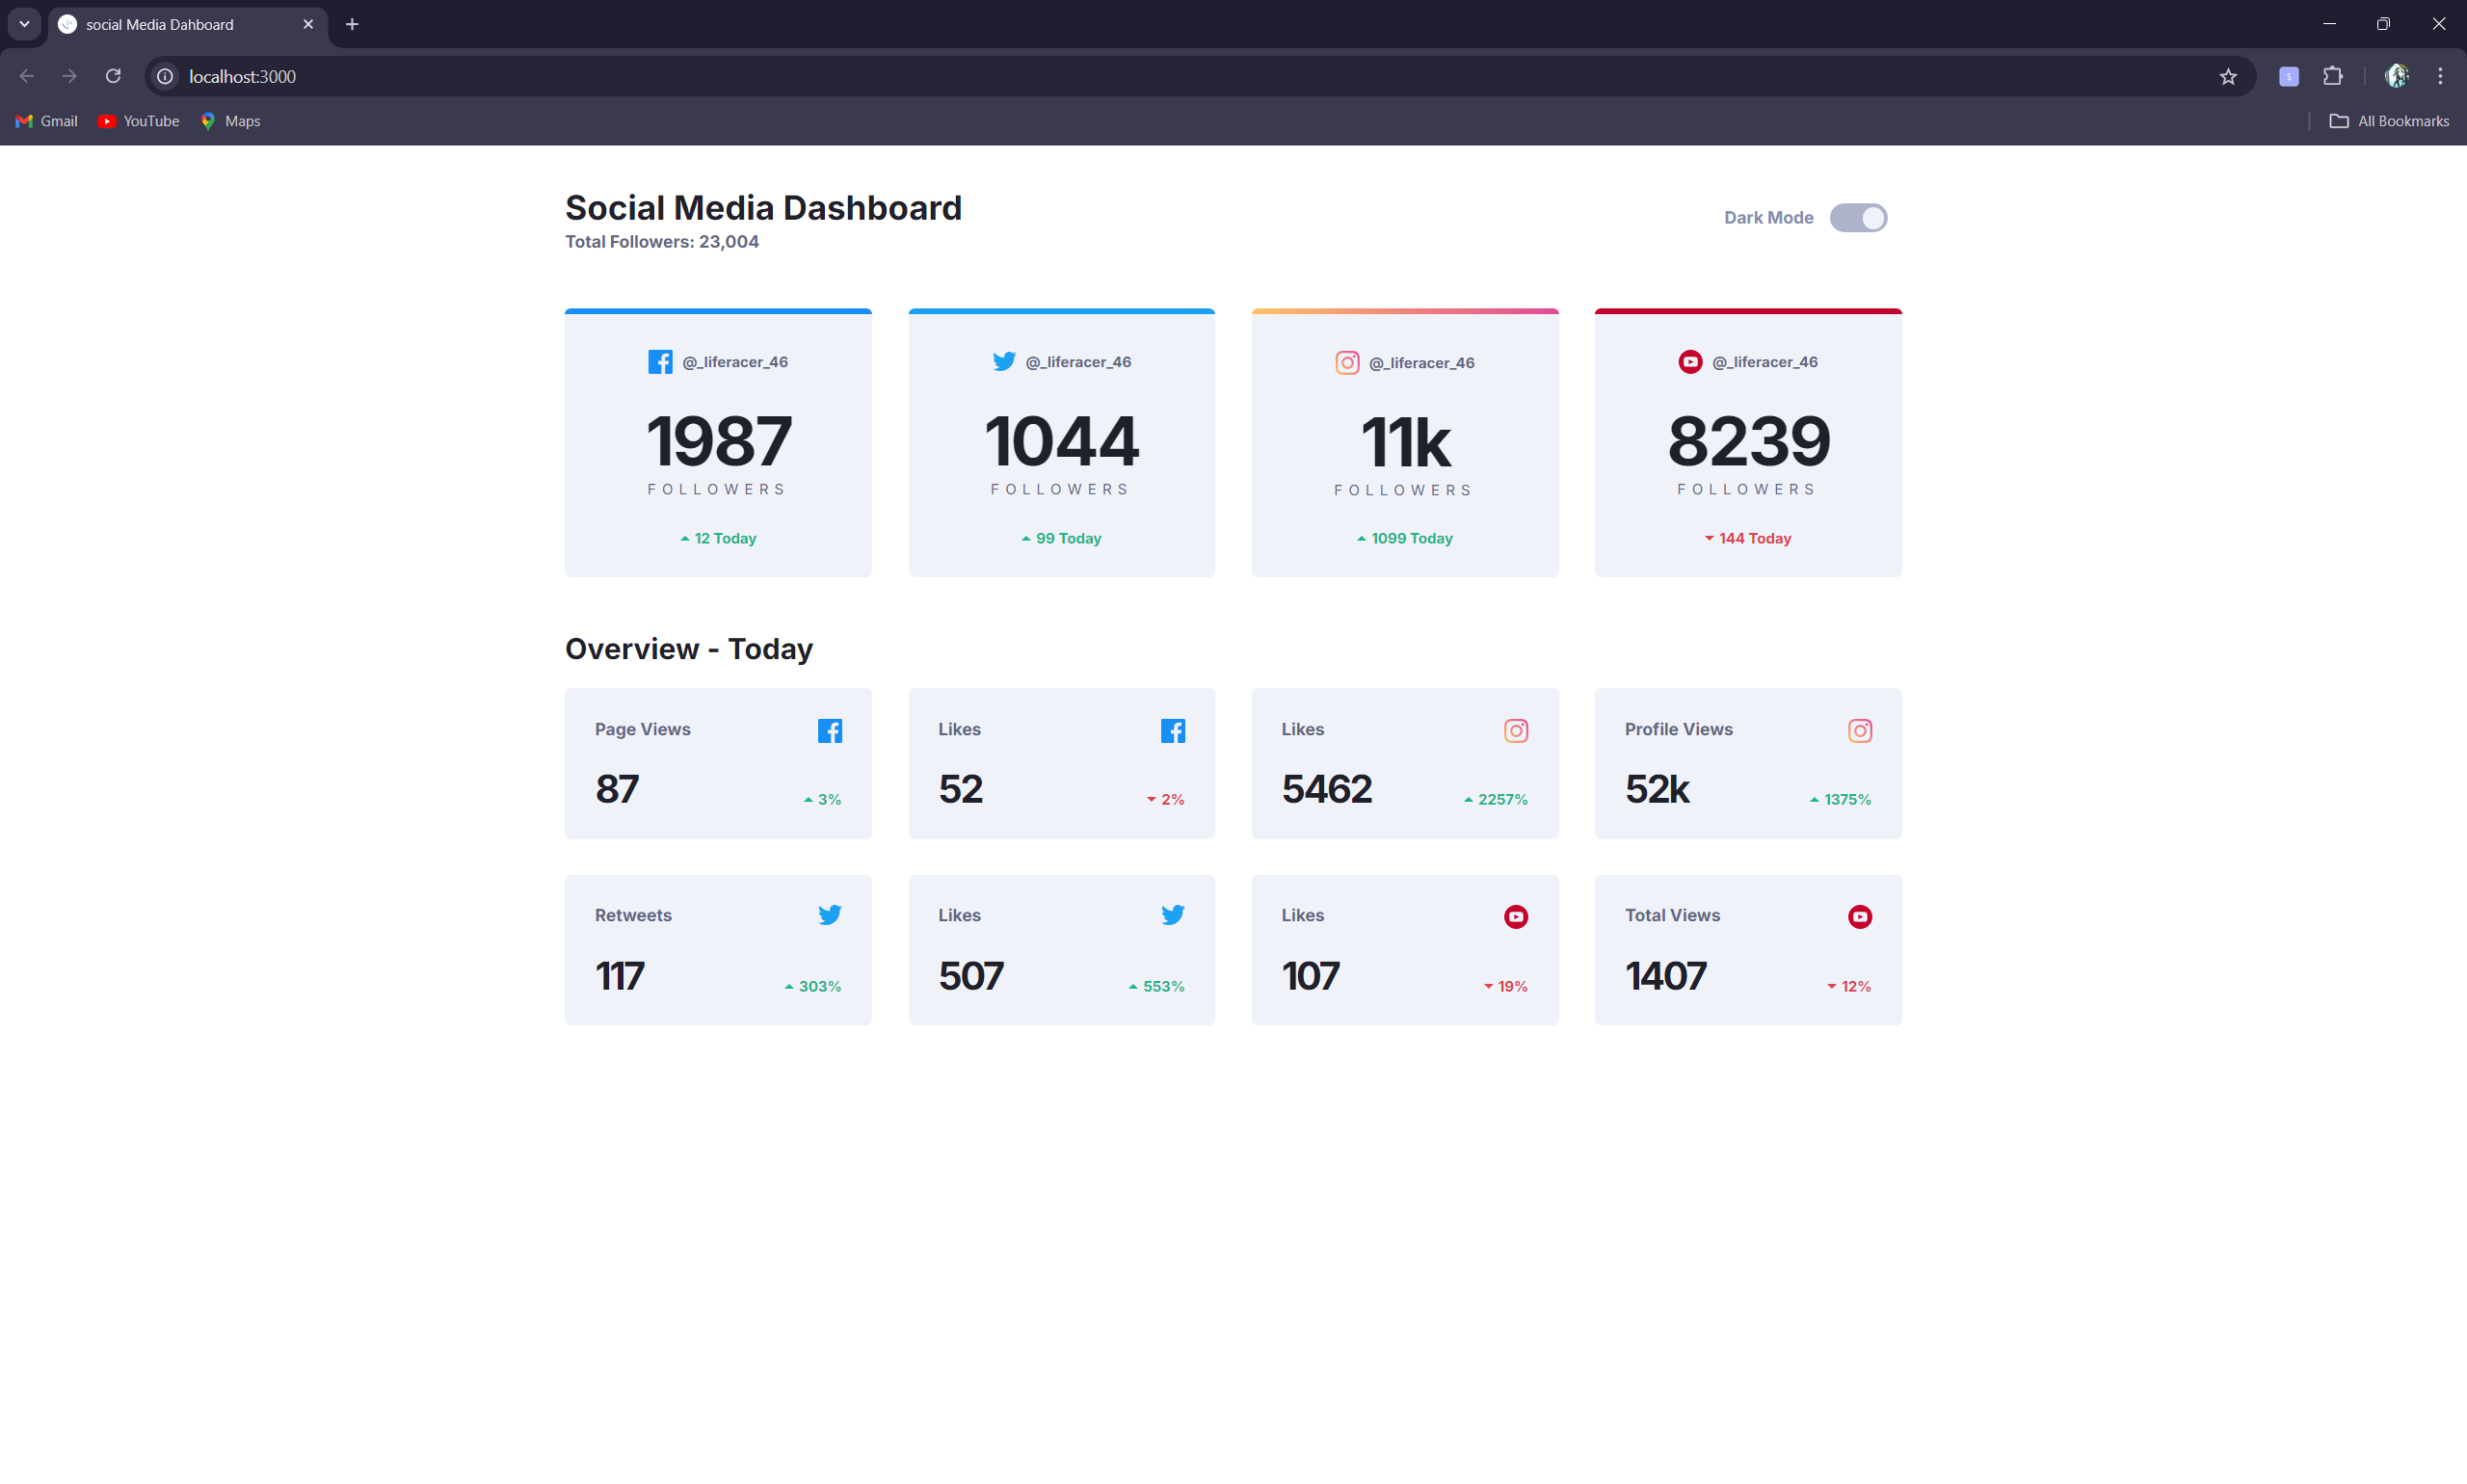 social Media Dahboard
localhost:3000
Gmail YouTube Maps All Bookmarks
Social Media Dashboard
Total Followers: 23,004
Dark Mode
@_liferacer_46
1987
FOLLOWERS
12 Today
@_liferacer_46
1044
FOLLOWERS
99 Today
@_liferacer_46
11k
FOLLOWERS
1099 Today
@_liferacer_46
8239
FOLLOWERS
144 Today
Overview - Today
Page Views
87
3%
Likes
52
2%
Likes
5462
2257%
Profile Views
52k
1375%
Retweets
117
303%
Likes
507
553%
Likes
107
19%
Total Views
1407
12%